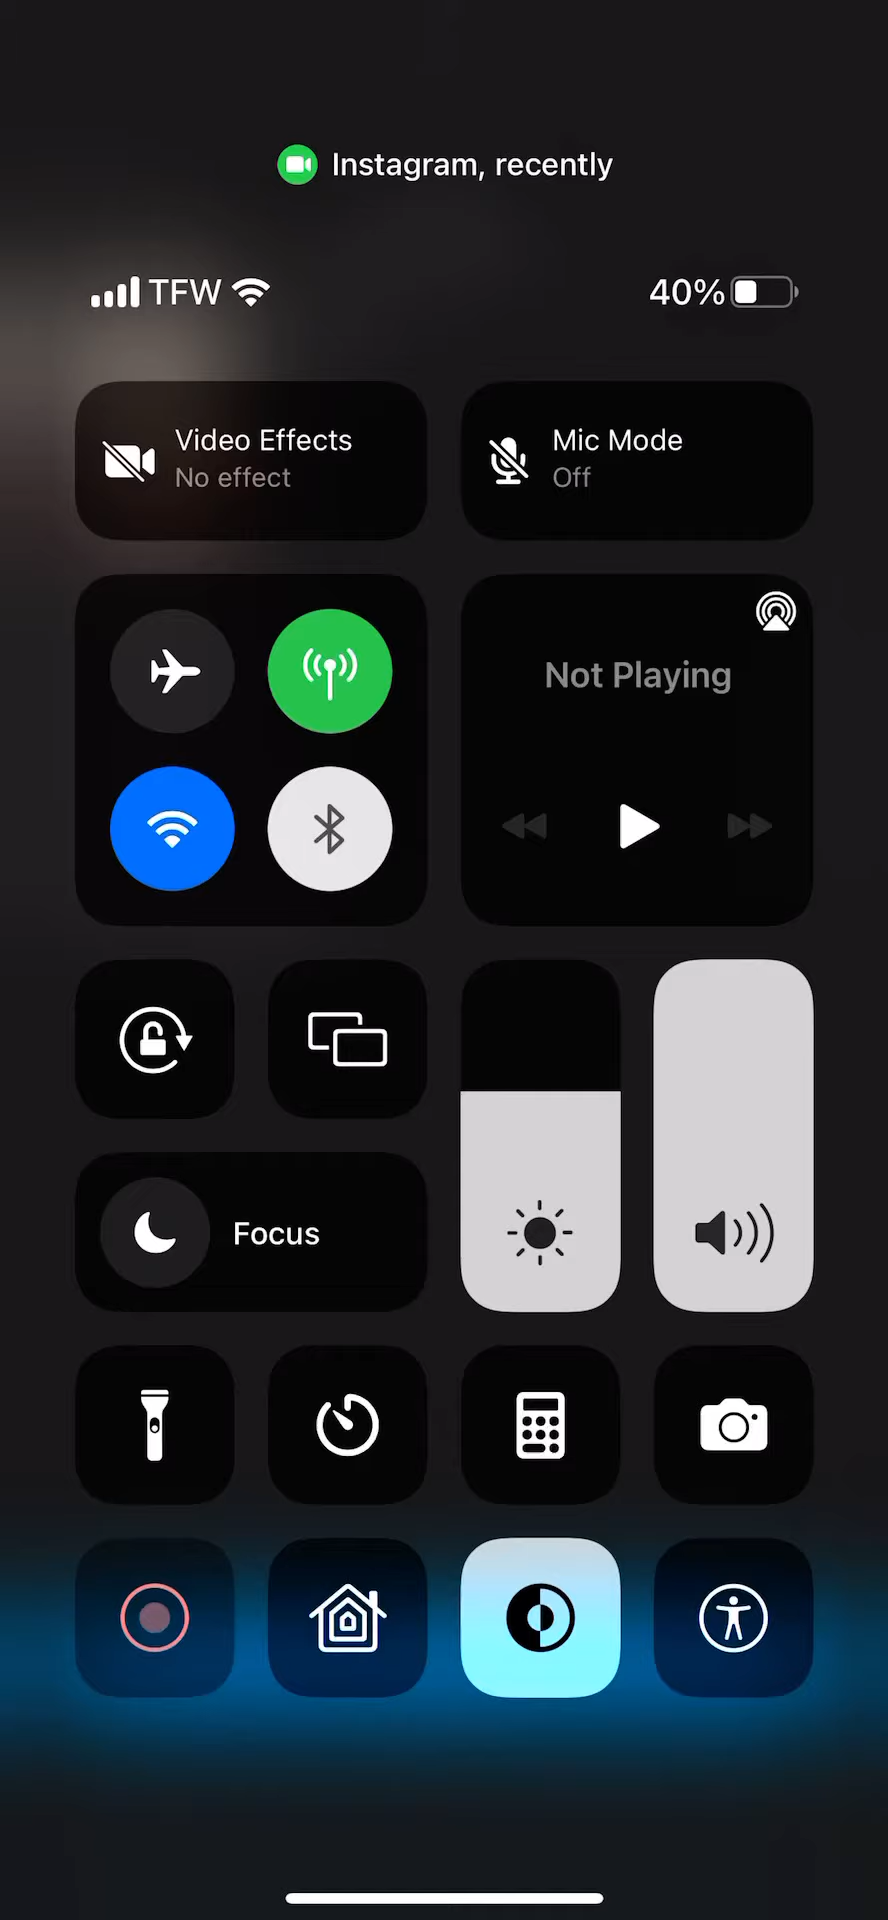 Instagram, recently
TFW 40%
Video Effects
No effect
Mic Mode
Off
Not Playing
Focus